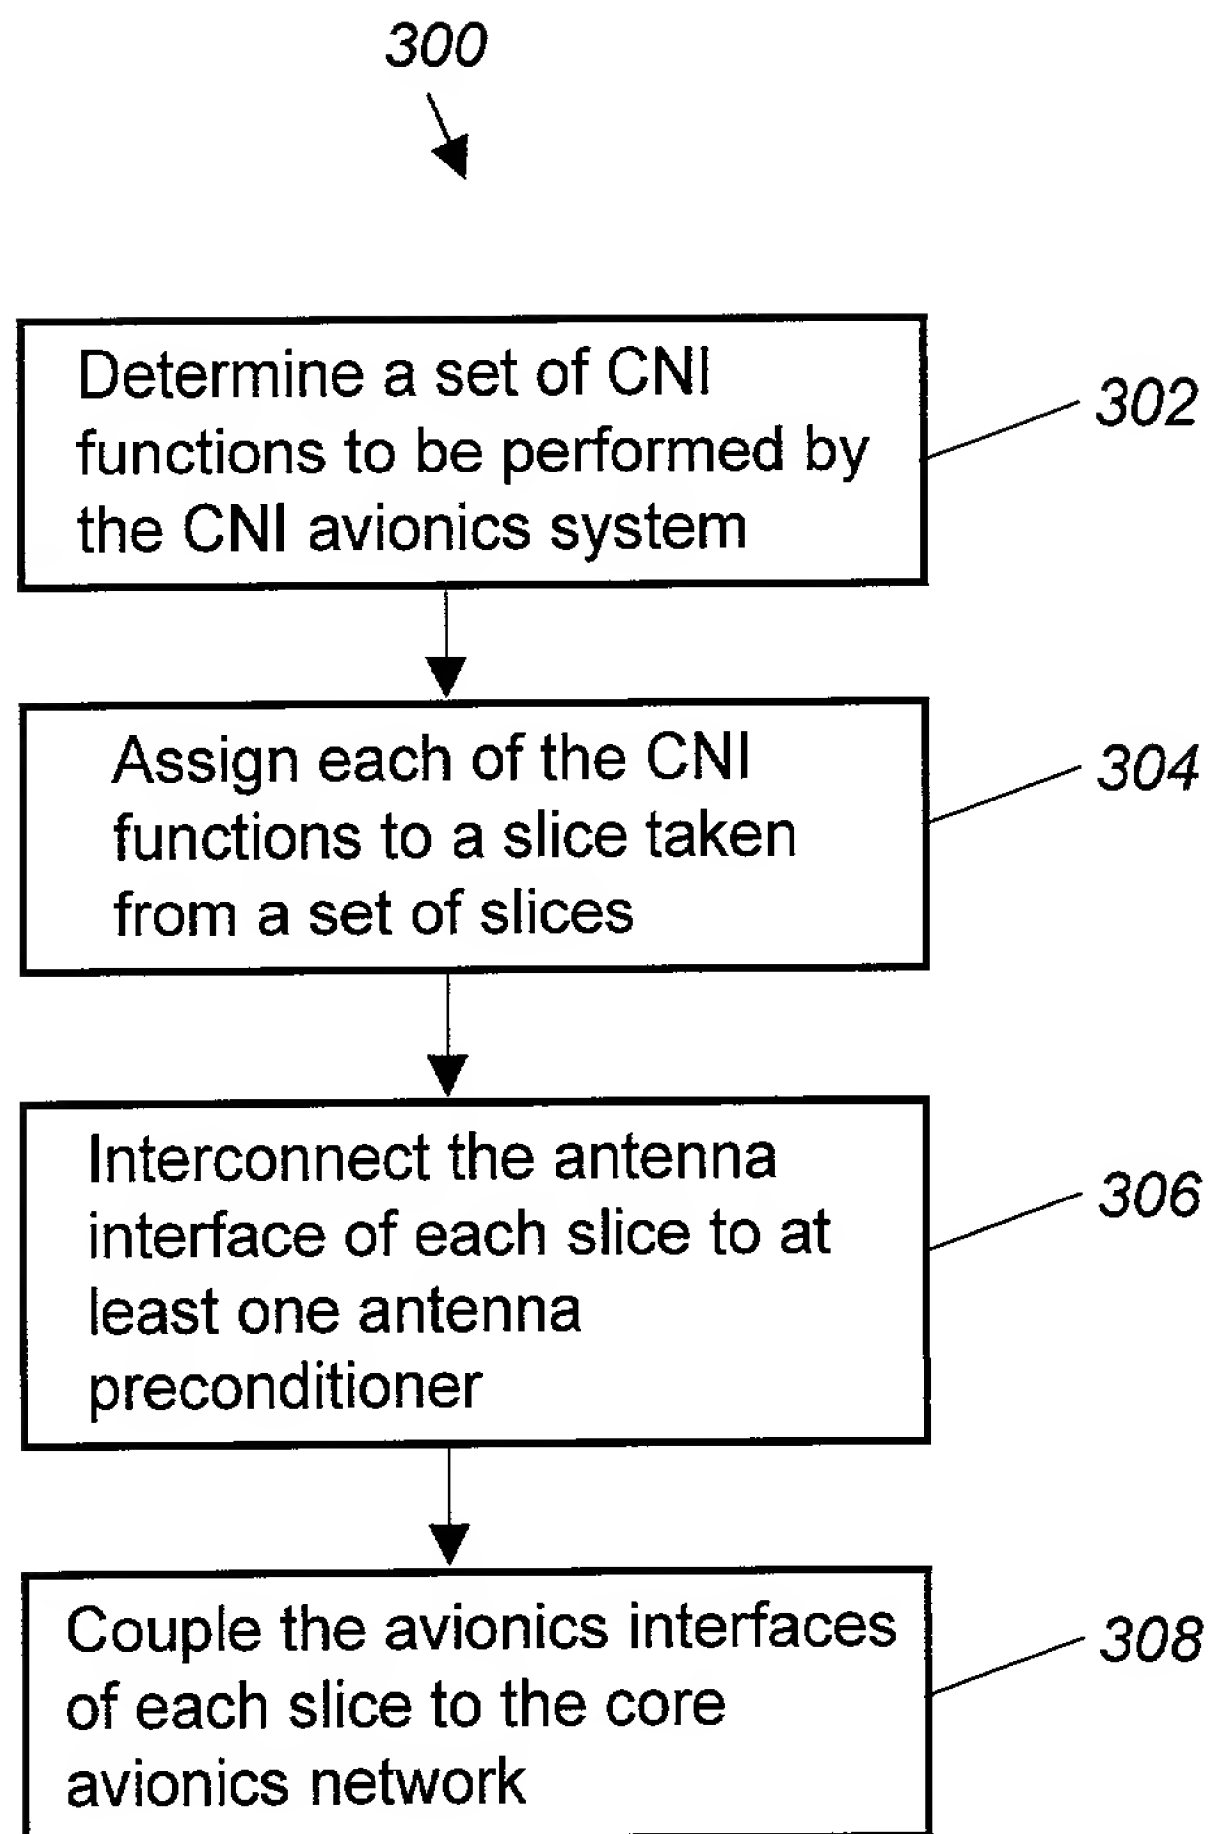 300
Determine a set of CNI
functions to be performed by
the CNI avionics system
302
Assign each of the CNI
functions to a slice taken
from a set of slices
304
Interconnect the antenna
interface of each slice to at
least one antenna
preconditioner
306
Couple the avionics interfaces
of each slice to the core
avionics network
308